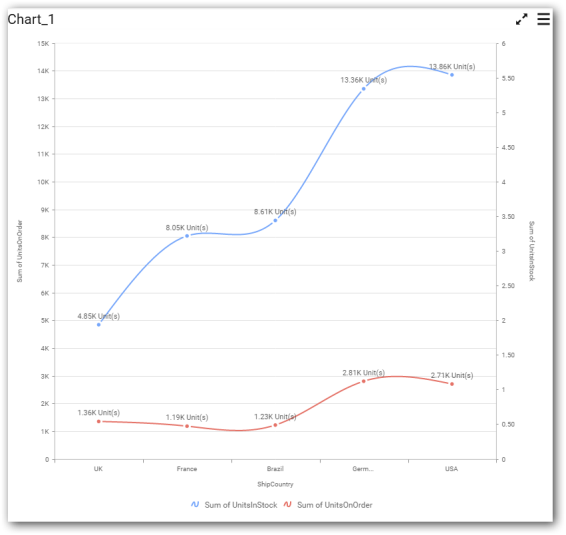 Chart_1
15K
14K
13K
12K
11K
10K
9K
8K
7K
6K
5K
4K
3K
2K
1K
0
Sum of UnitsOnOrder
6
5.50
5
4.50
4
3.50
3
2.50
2
1.50
1
0.50
0
Sum of UnitsInStock
4.85K Unit(s)
8.05K Unit(s)
8.61K Unit(s)
13.36K Unit(s)
13.86K Unit(s)
1.36K Unit(s)
1.19K Unit(s)
1.23K Unit(s)
2.81K Unit(s)
2.71K Unit(s)
UK France Brazil Germ... USA
ShipCountry
Sum of UnitsInStock Sum of UnitsOnOrder